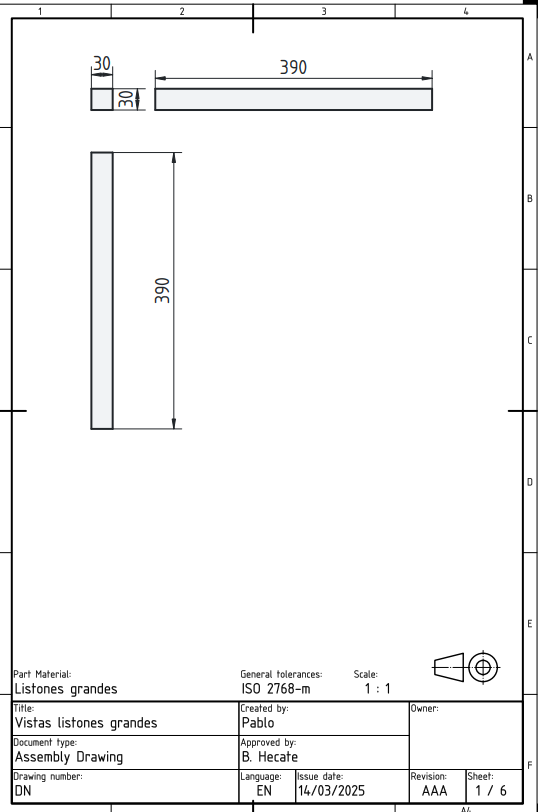 1 2 3 4
A
30
390
30
B
390
C
D
E
Part Material: General tolerances: Scale:
Listones grandes ISO 2768-m 1 : 1
Title: Created by: Owner:
Vistas listones grandes Pablo
Document type: Approved by:
Assembly Drawing B. Hecate
F
Drawing number: Language: Issue date: Revision: Sheet:
DN EN 14/03/2025 AAA 1 / 6
A4